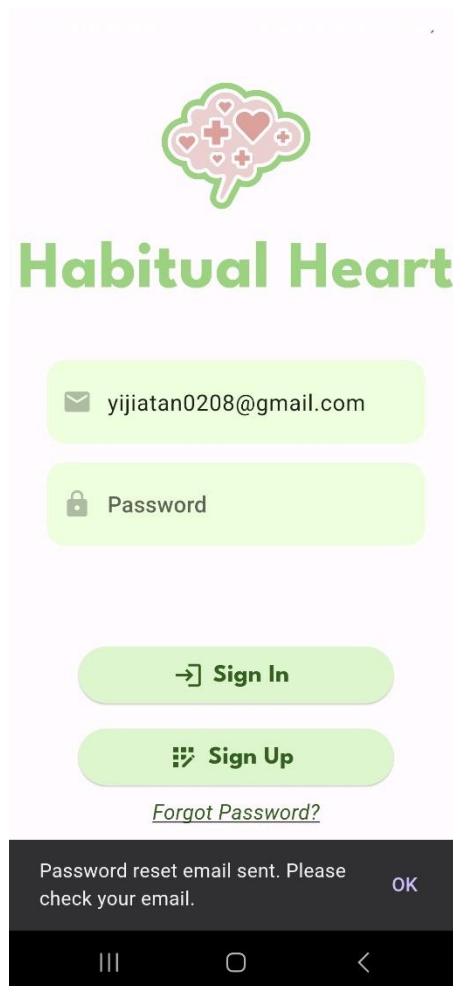 Habitual Heart
yijiatan0208@gmail.com
Password
Sign In
Sign Up
Forgot Password?
Password reset email sent. Please
check your email.
OK